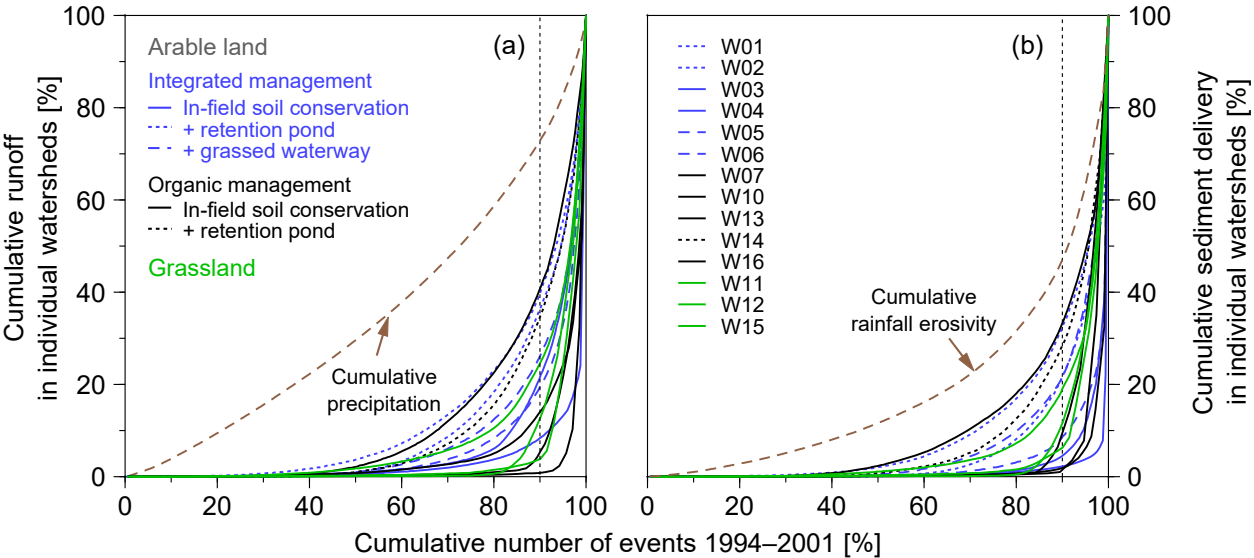 Cumulative runoff
in individual watersheds [%]
100
80
60
40
20
0
(a)
Arable land
Integrated management
In-field soil conservation
+ retention pond
+ grassed waterway
Organic management
In-field soil conservation
+ retention pond
Grassland
Cumulative
precipitation
0 20 40 60 80 100
(b)
W01
W02
W03
W04
W05
W06
W07
W10
W13
W14
W16
W11
W12
W15
Cumulative
rainfall erosivity
0 20 40 60 80 100
100
80
60
40
20
0
Cumulative sediment delivery
in individual watersheds [%]
Cumulative number of events 1994–2001 [%]